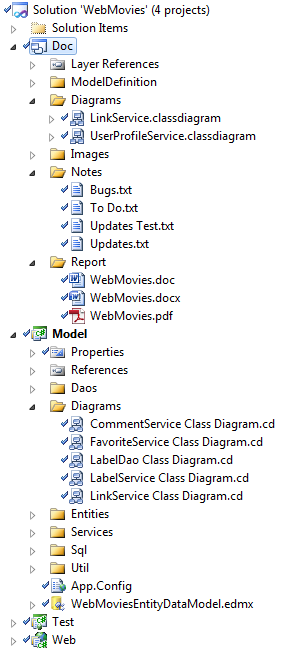 Solution 'WebMovies' (4 projects)
Solution Items
Doc
Layer References
ModelDefinition
Diagrams
LinkService.classdiagram
UserProfileService.classdiagram
Images
Notes
Bugs.txt
To Do.txt
Updates Test.txt
Updates.txt
Report
WebMovies.doc
WebMovies.docx
WebMovies.pdf
Model
Properties
References
Daos
Diagrams
CommentService Class Diagram.cd
FavoriteService Class Diagram.cd
LabelDao Class Diagram.cd
LabelService Class Diagram.cd
LinkService Class Diagram.cd
Entities
Services
Sql
Util
App.Config
WebMoviesEntityDataModel.edmx
Test
Web